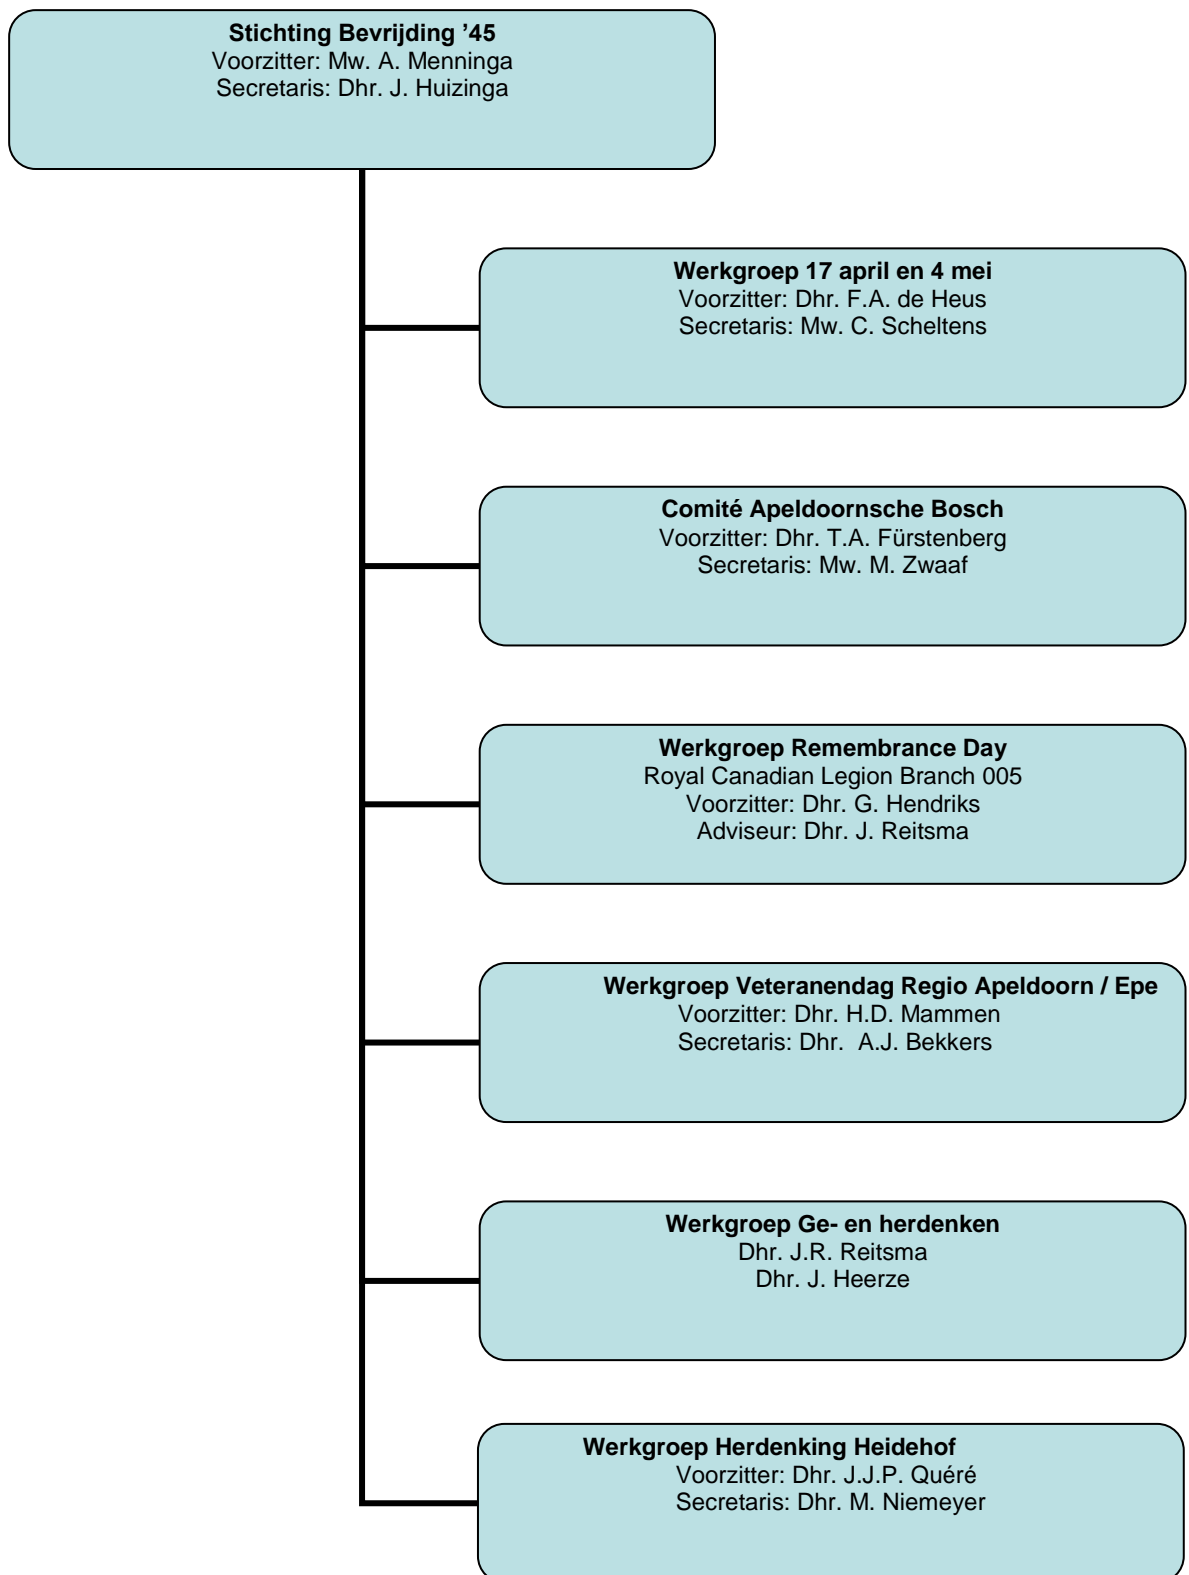 Stichting Bevrijding ’45
Voorzitter: Mw. A. Menninga
Secretaris: Dhr. J. Huizinga
Werkgroep 17 april en 4 mei
Voorzitter: Dhr. F.A. de Heus
Secretaris: Mw. C. Scheltens
Comité Apeldoornsche Bosch
Voorzitter: Dhr. T.A. Fürstenberg
Secretaris: Mw. M. Zwaaf
Werkgroep Remembrance Day
Royal Canadian Legion Branch 005
Voorzitter: Dhr. G. Hendriks
Adviseur: Dhr. J. Reitsma
Werkgroep Veteranendag Regio Apeldoorn / Epe
Voorzitter: Dhr. H.D. Mammen
Secretaris: Dhr.  A.J. Bekkers
Werkgroep Ge- en herdenken
Dhr. J.R. Reitsma
Dhr. J. Heerze
Werkgroep Herdenking Heidehof
Voorzitter: Dhr. J.J.P. Quéré
Secretaris: Dhr. M. Niemeyer